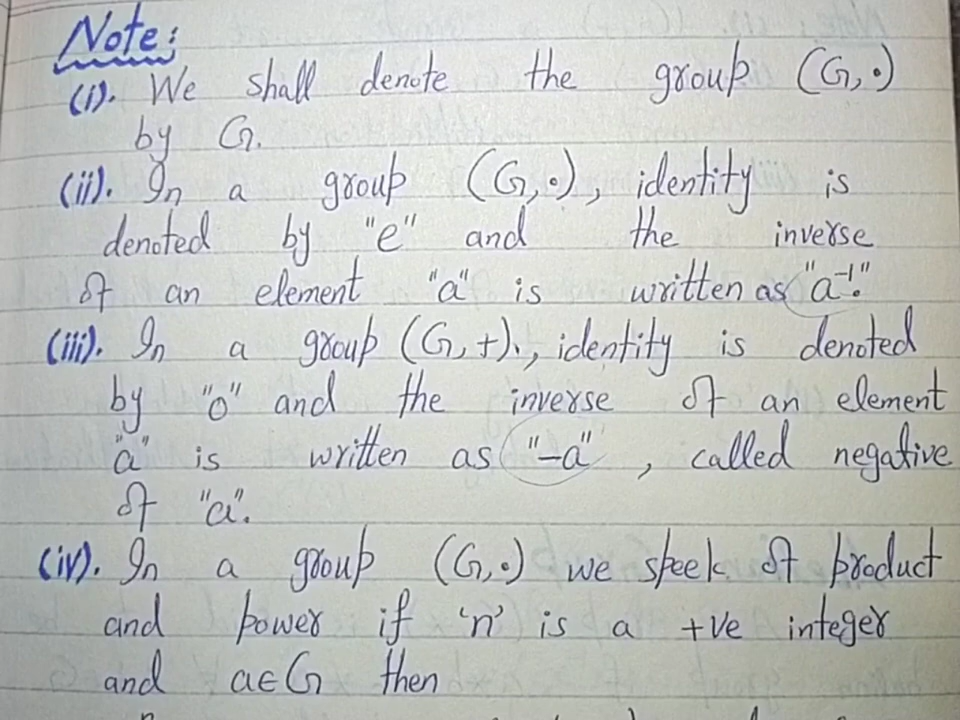 Note:
(i). We shall denote the group (G, •)
by G.
(ii). In a group (G, •), identity is
denoted by "e" and the inverse
of an element "a" is written as "a⁻¹."
(iii). In a group (G, +)., identity is denoted
by "o" and the inverse of an element
"a" is written as "-a", called negative
of "a".
(iv). In a group (G, •) we speek of product
and power if 'n' is a +ve integer
and a∈G then